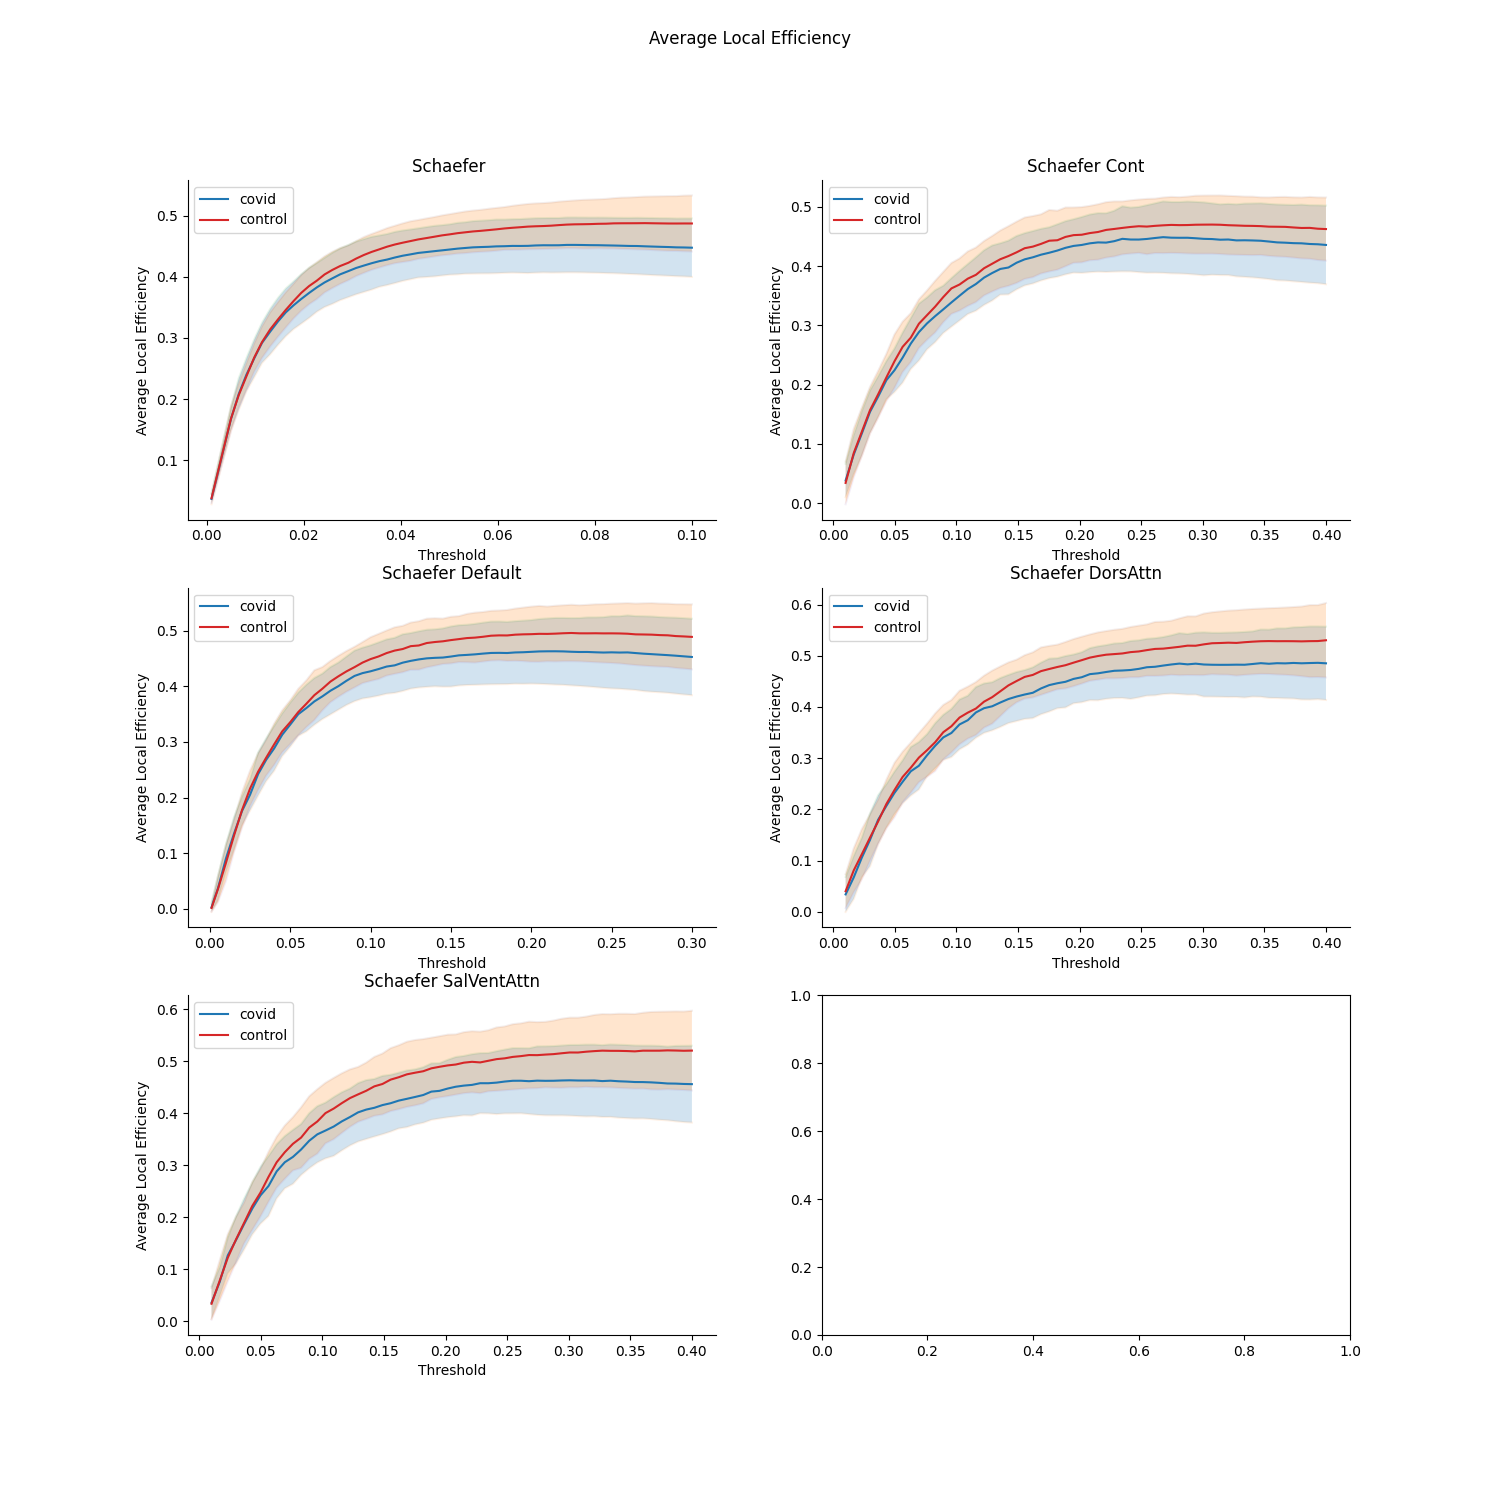 Average Local Efficiency
Schaefer
covid
control
Average Local Efficiency
0.5
0.4
0.3
0.2
0.1
0.00 0.02 0.04 0.06 0.08 0.10
Threshold
Schaefer Cont
covid
control
Average Local Efficiency
0.5
0.4
0.3
0.2
0.1
0.0
0.00 0.05 0.10 0.15 0.20 0.25 0.30 0.35 0.40
Threshold
Schaefer Default
covid
control
Average Local Efficiency
0.5
0.4
0.3
0.2
0.1
0.0
0.00 0.05 0.10 0.15 0.20 0.25 0.30
Threshold
Schaefer DorsAttn
covid
control
Average Local Efficiency
0.6
0.5
0.4
0.3
0.2
0.1
0.0
0.00 0.05 0.10 0.15 0.20 0.25 0.30 0.35 0.40
Threshold
Schaefer SalVentAttn
covid
control
Average Local Efficiency
0.6
0.5
0.4
0.3
0.2
0.1
0.0
0.00 0.05 0.10 0.15 0.20 0.25 0.30 0.35 0.40
Threshold
1.0
0.8
0.6
0.4
0.2
0.0
0.0 0.2 0.4 0.6 0.8 1.0